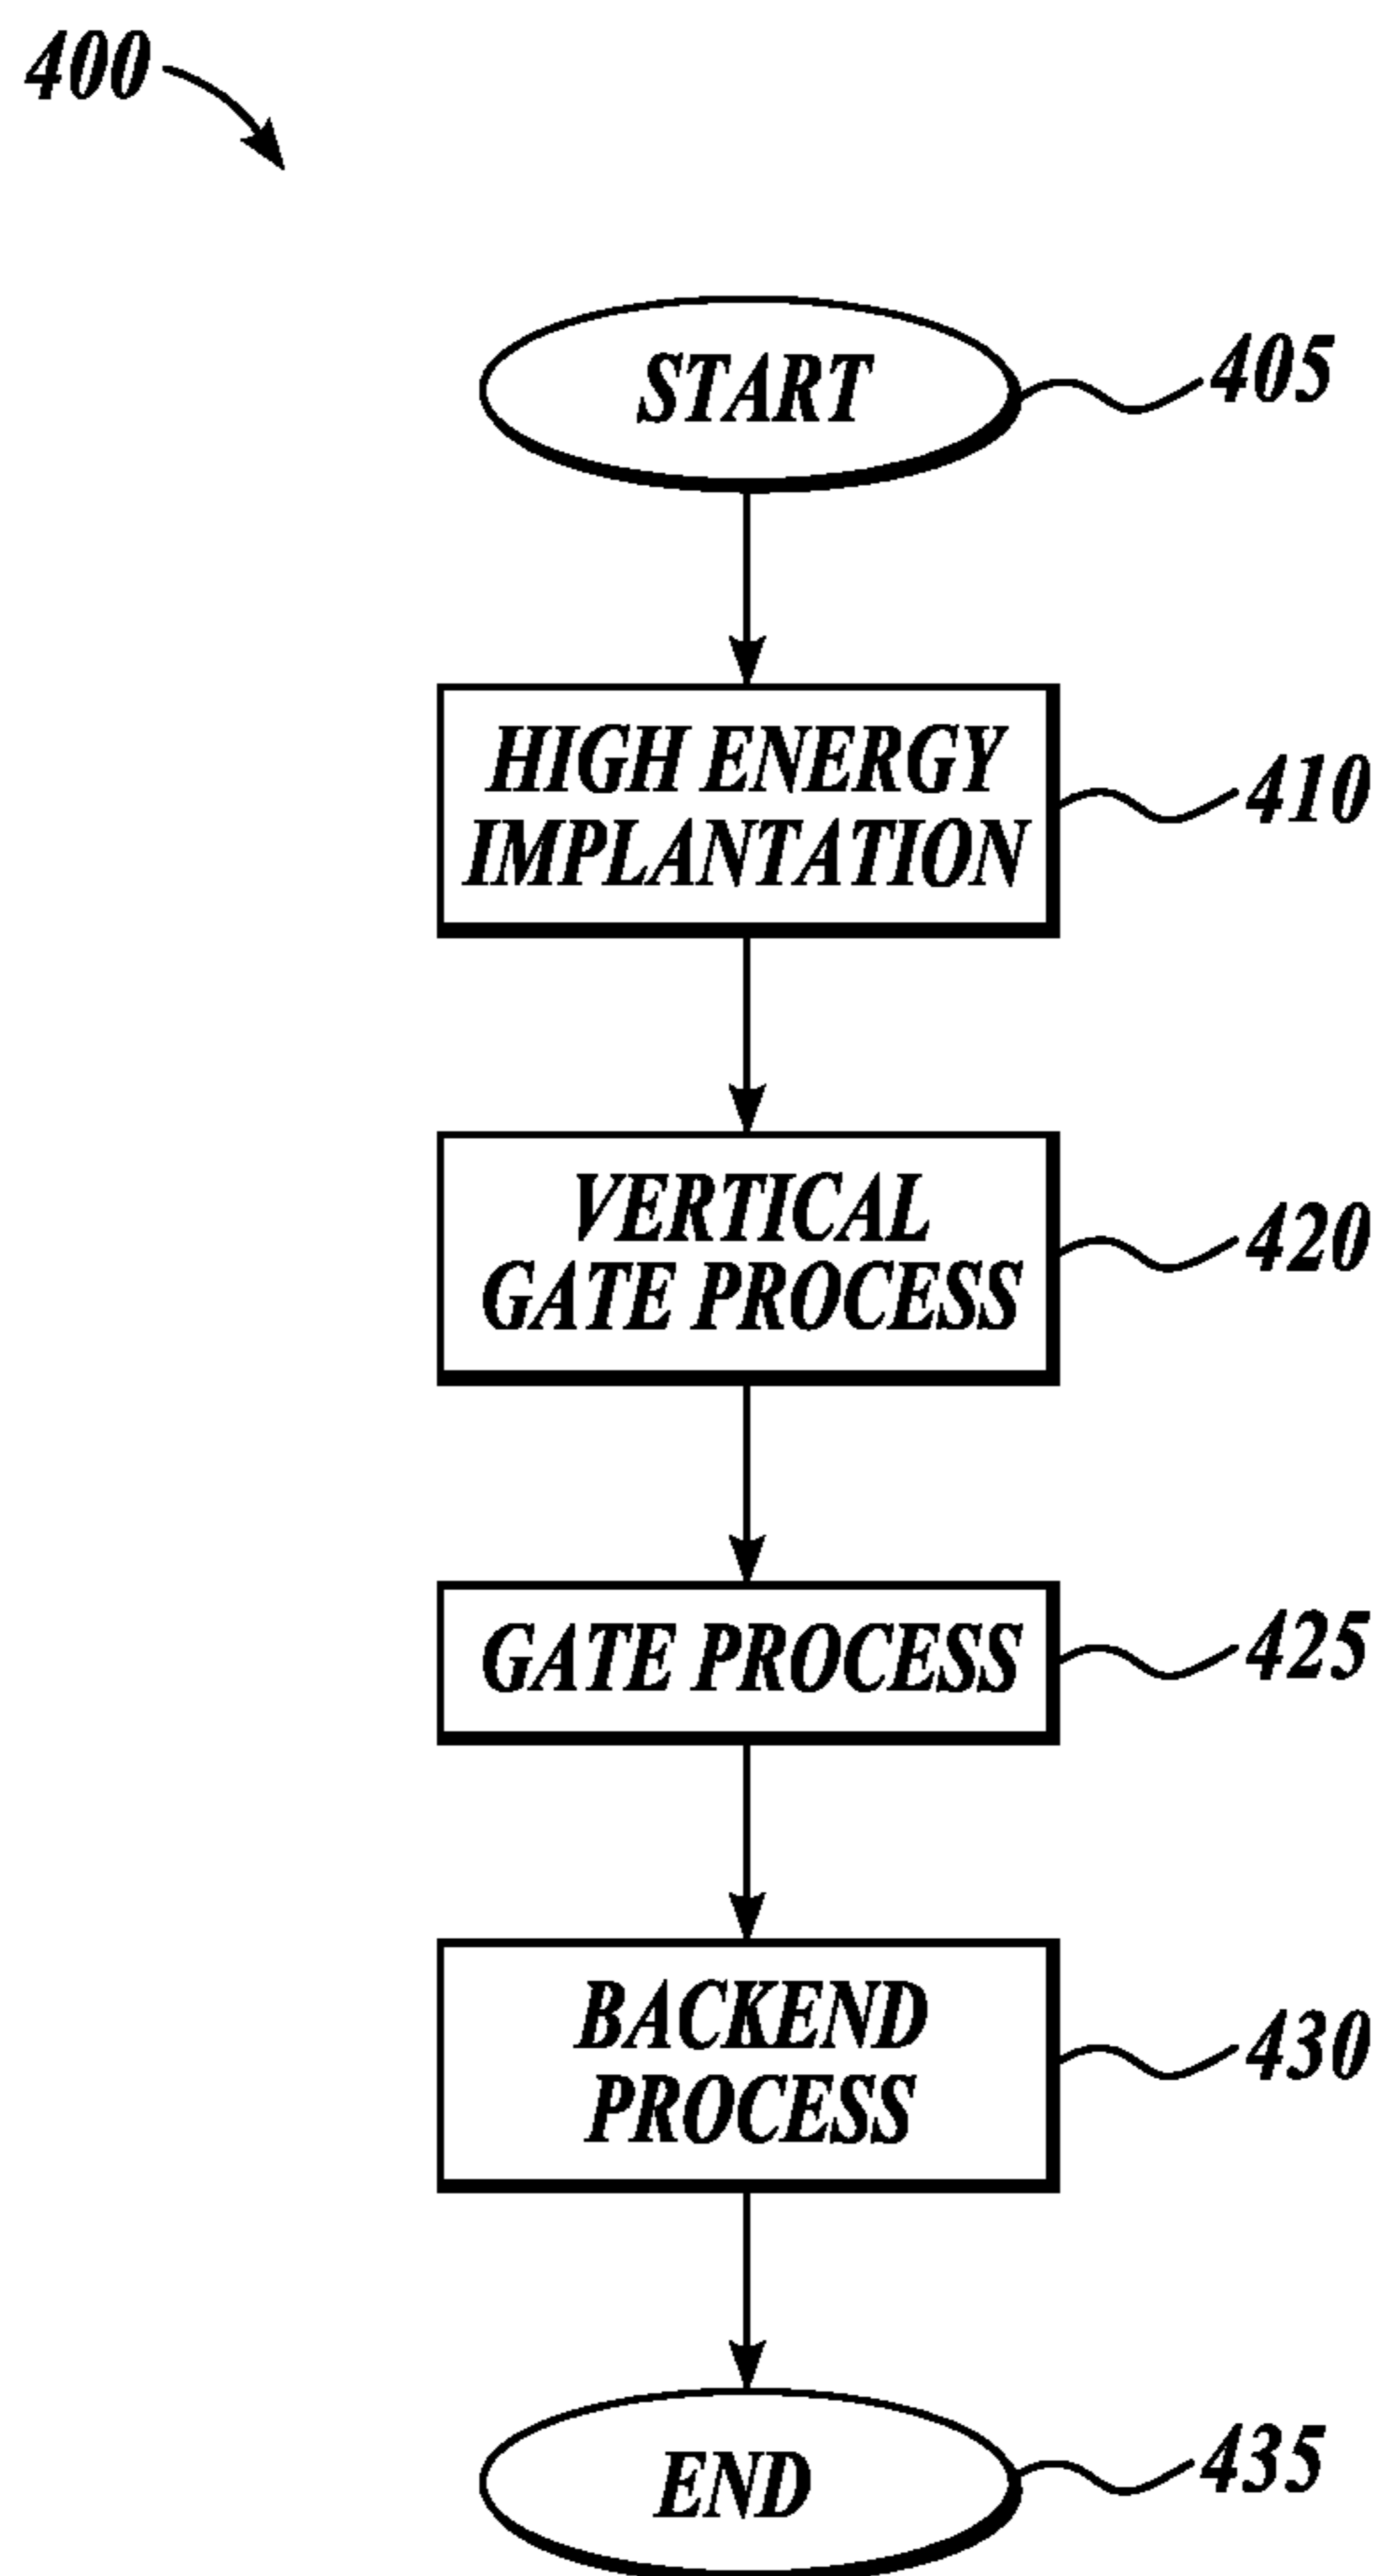 400
START
405
HIGH ENERGY
IMPLANTATION
410
VERTICAL
GATE PROCESS
420
GATE PROCESS
425
BACKEND
PROCESS
430
END
435